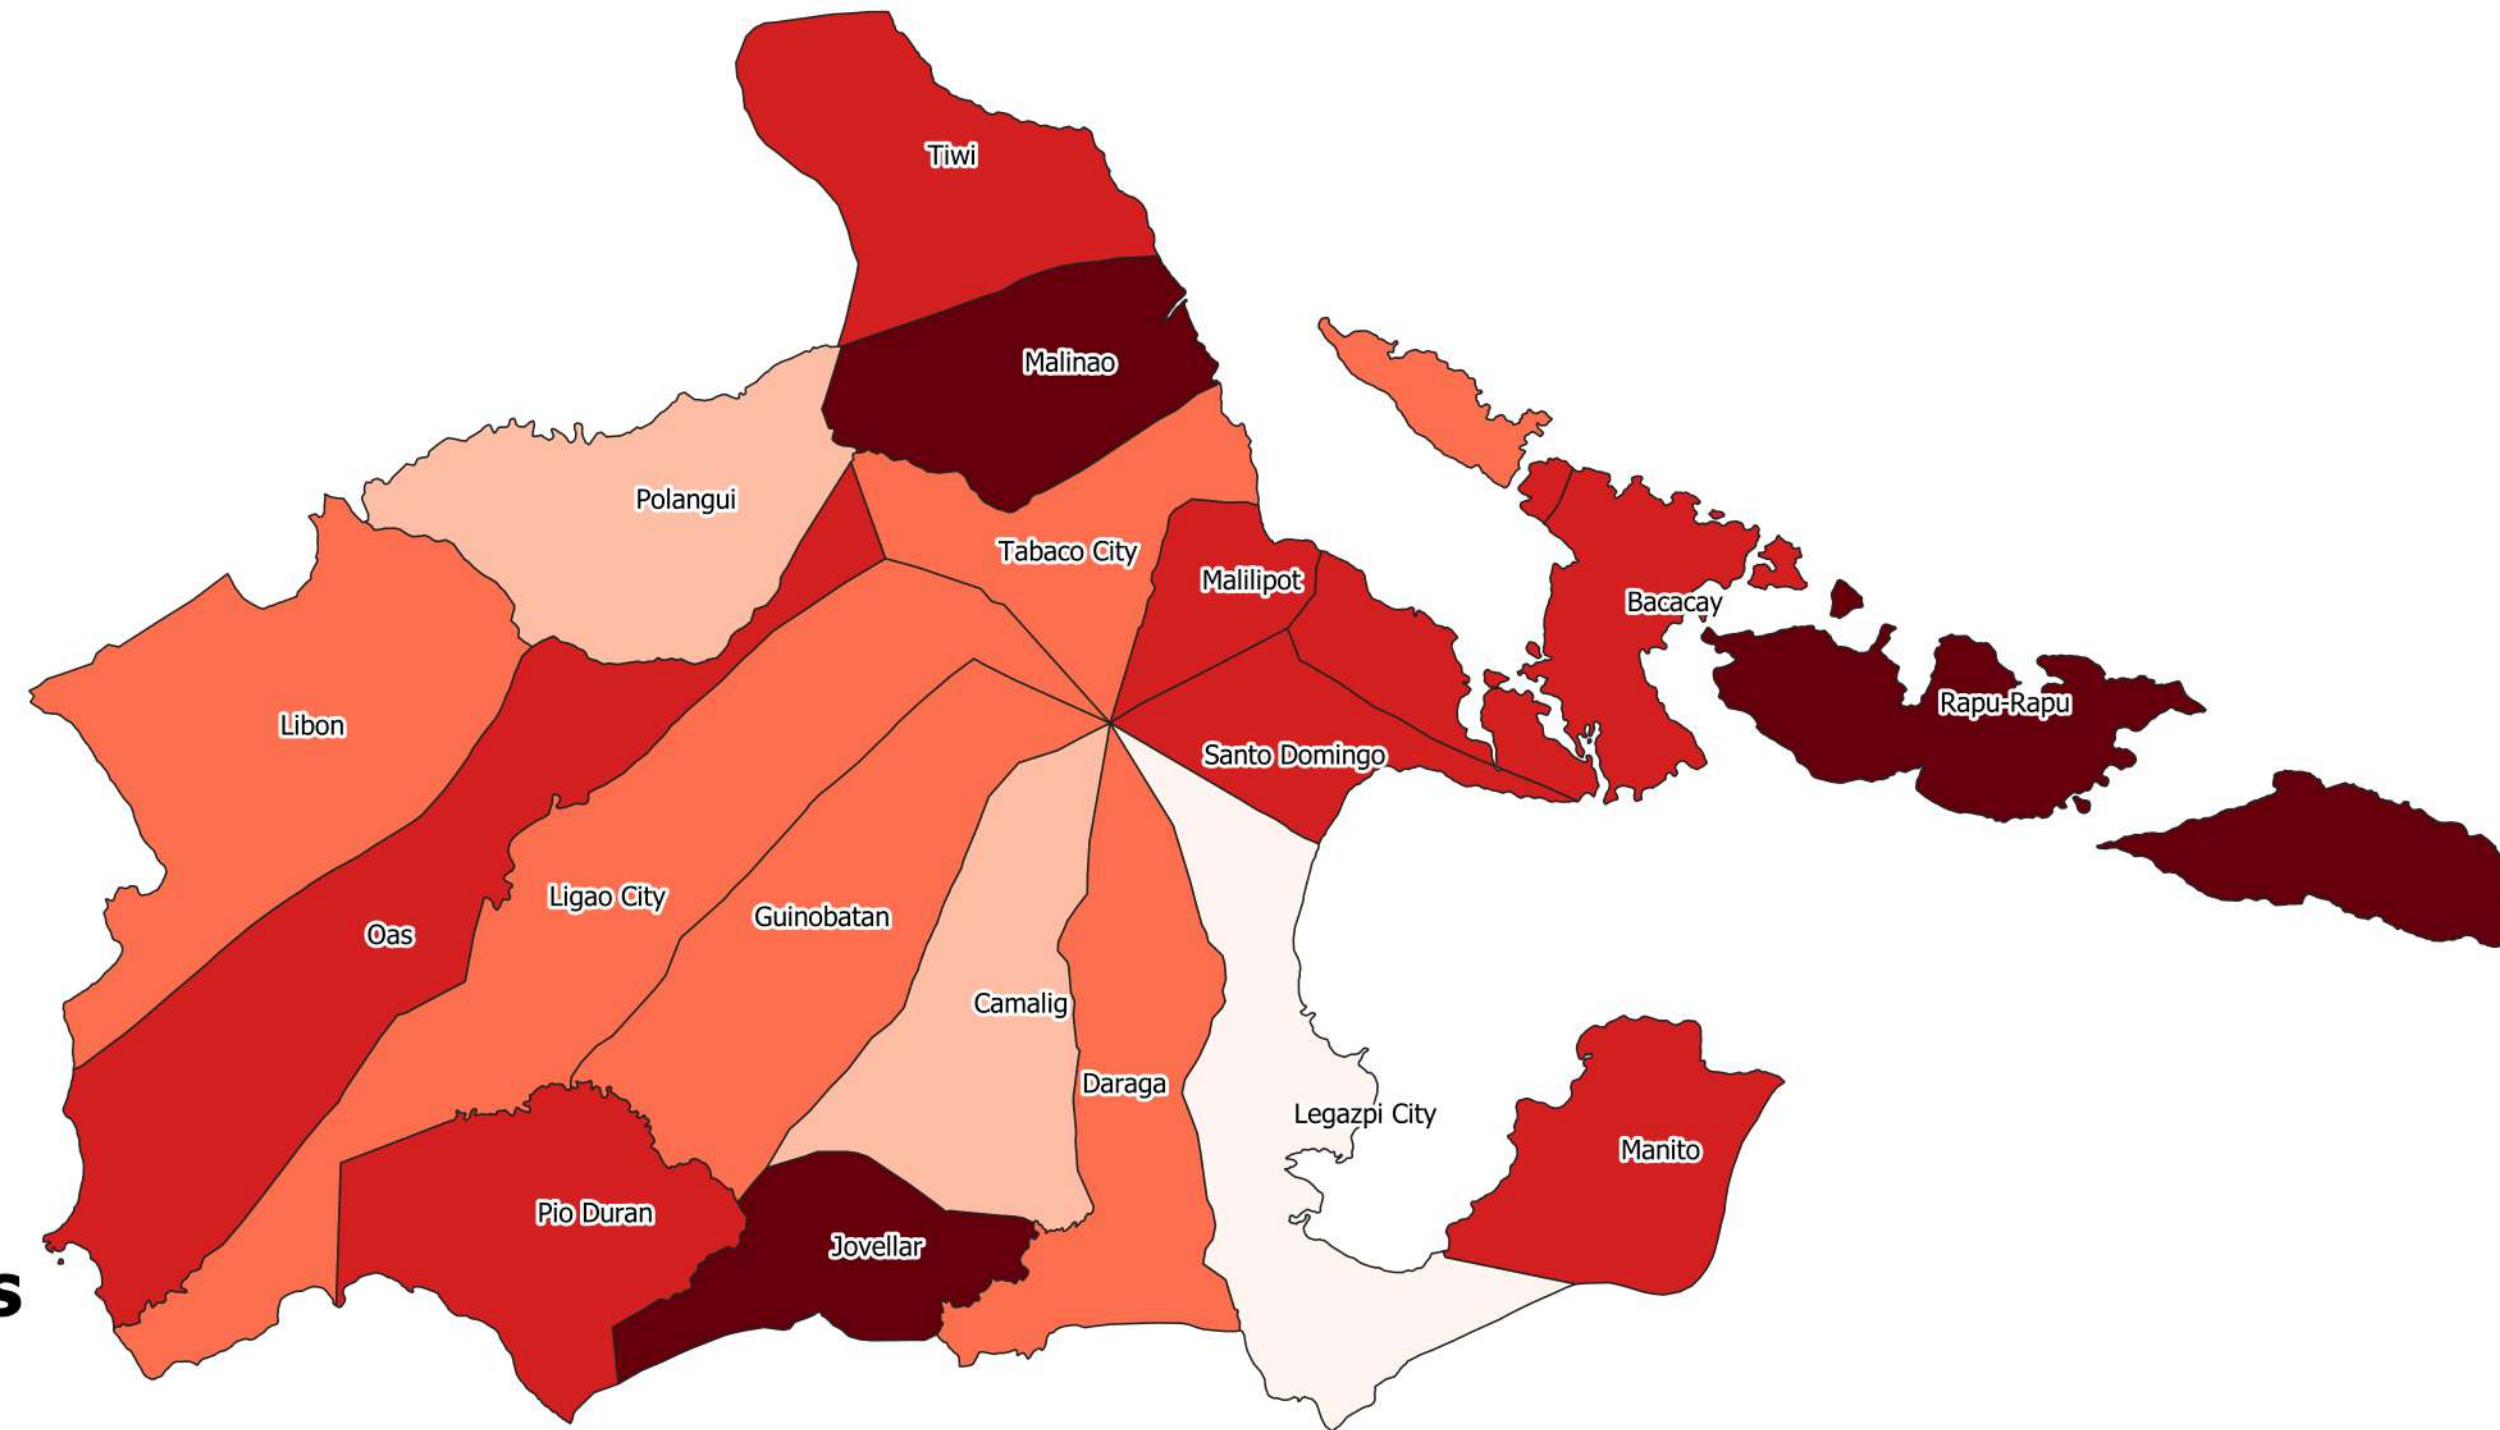 Tiwi
Malinao
Polangui
Tabaco City
Malilipot
Bacacay
Rapu-Rapu
Libon
Santo Domingo
Ligao City
Guinobatan
Oas
Camalig
Daraga
Legazpi City
Manito
Pio Duran
Jovellar
s